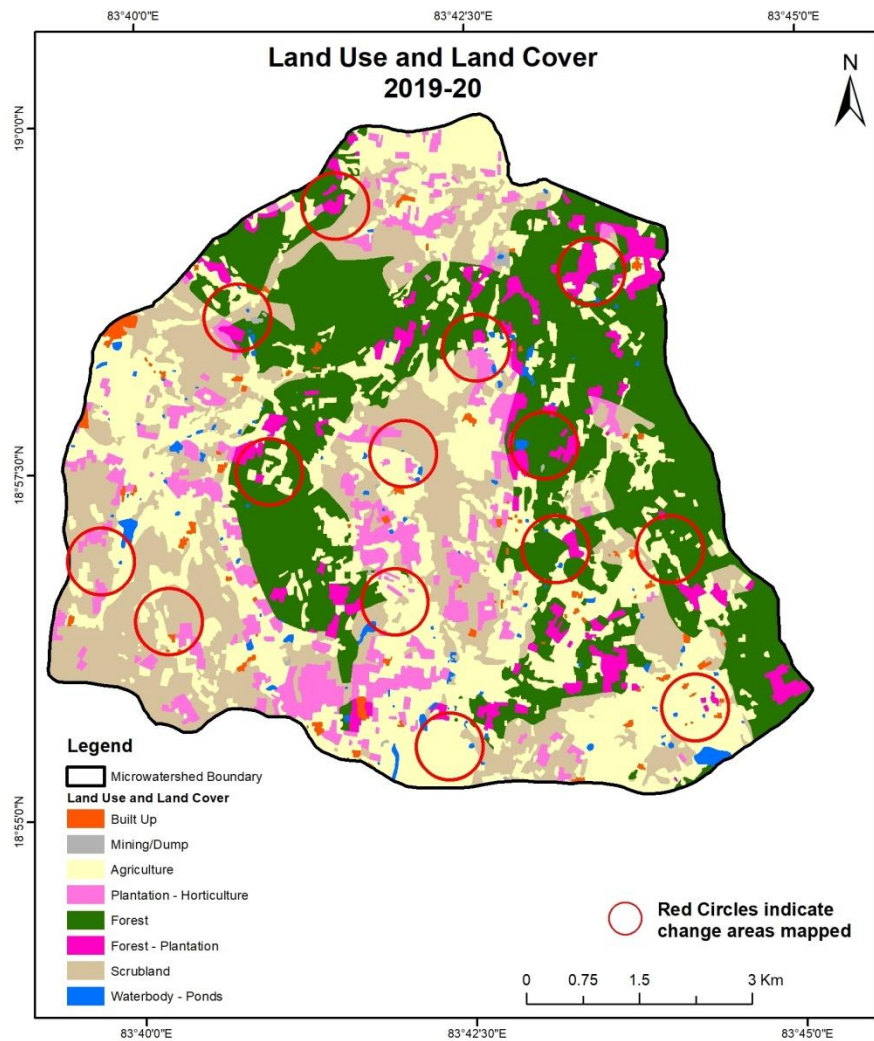 83°40'0"E 83°42'30"E 83°45'0"E
Land Use and Land Cover
2019-20
N
19°0'0"N
18°57'30"N
18°55'0"N
Legend
Microwatershed Boundary
Land Use and Land Cover
Built Up
Mining/Dump
Agriculture
Plantation - Horticulture
Forest
Forest - Plantation
Scrubland
Waterbody - Ponds
Red Circles indicate
change areas mapped
0 0.75 1.5 3 Km
83°40'0"E 83°42'30"E 83°45'0"E